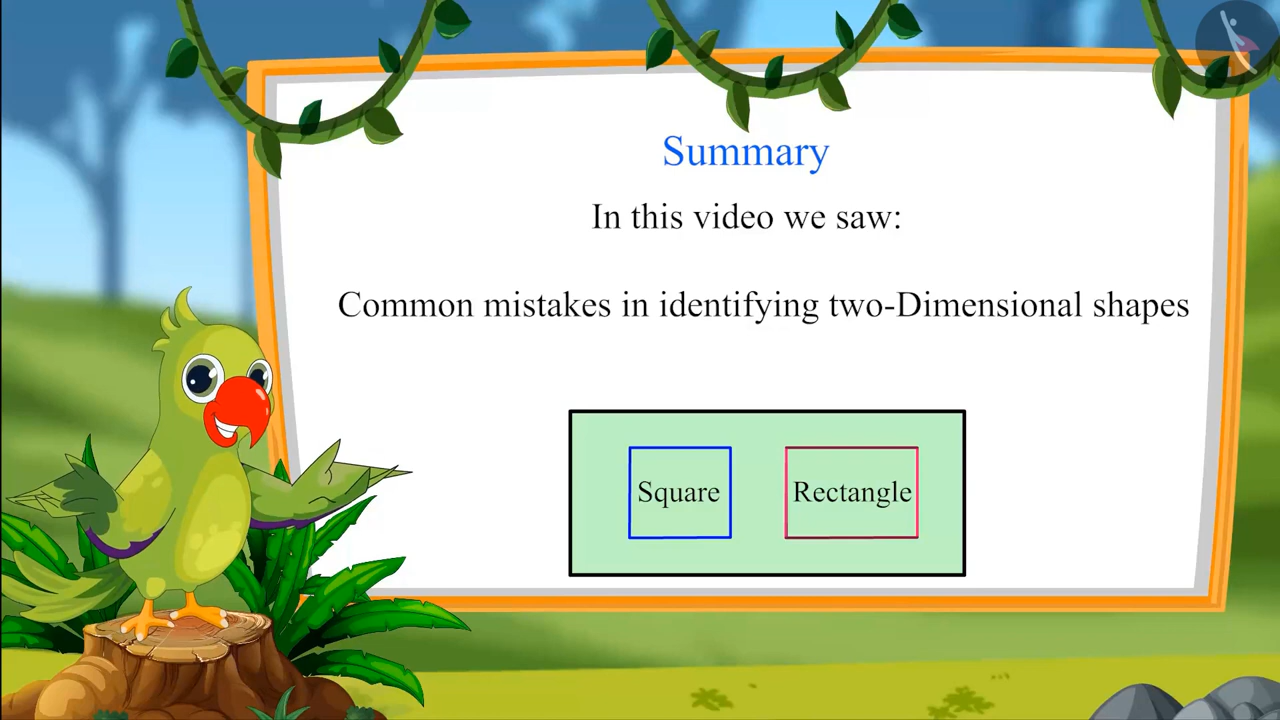 Summary
In this video we saw:
Common mistakes in identifying two-Dimensional shapes
Square
Rectangle